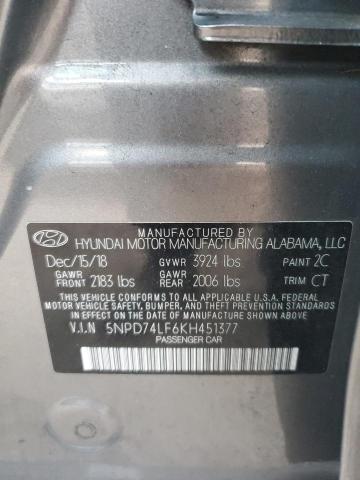 MANUFACTURED BY
HYUNDAI MOTOR MANUFACTURING ALABAMA, LLC
Dec/15/18 GVWR 3924 lbs PAINT 2C
GAWR FRONT 2183 lbs GAWR REAR 2006 lbs TRIM CT
THIS VEHICLE CONFORMS TO ALL APPLICABLE U.S. FEDERAL
MOTOR VEHICLE SAFETY, BUMPER, AND THEFT PREVENTION
STANDARDS IN EFFECT ON THE DATE OF MANUFACTURE SHOWN ABOVE.
V.I.N 5NPD74LF6KH451377
PASSENGER CAR